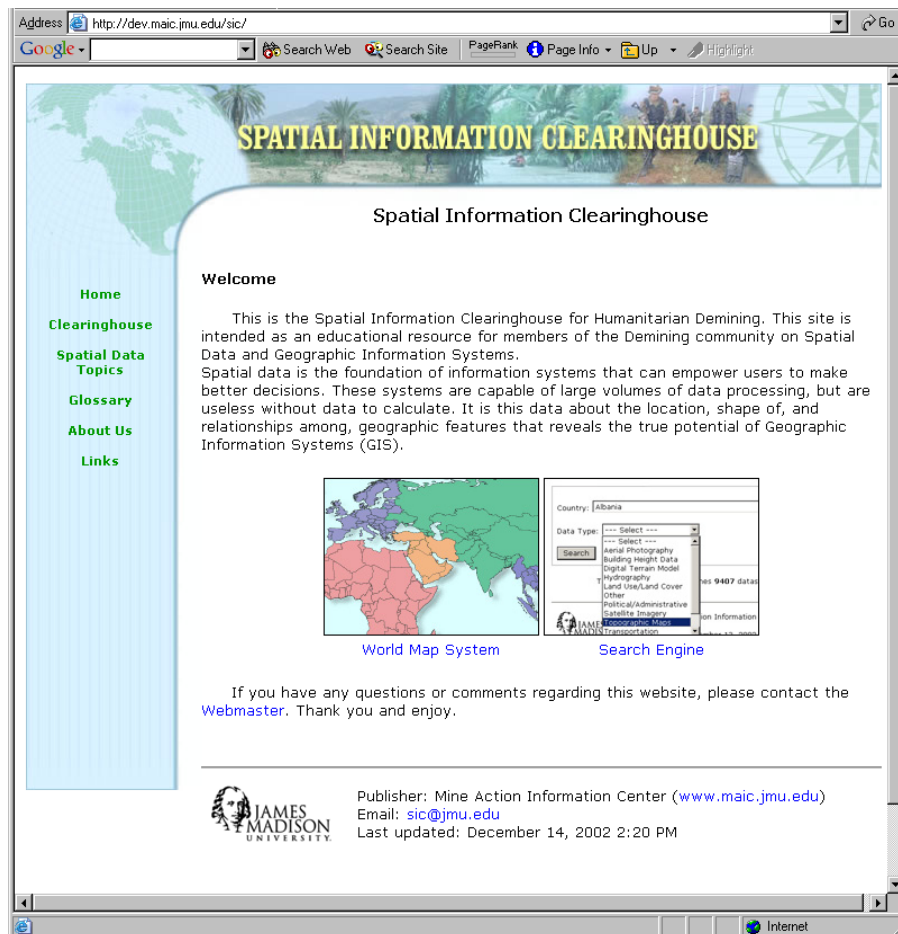 Address http://dev.maic.jmu.edu/sic/ Go
Google Search Web Search Site PageRank Page Info Up Highlight
SPATIAL INFORMATION CLEARINGHOUSE
Spatial Information Clearinghouse
Home
Clearinghouse
Spatial Data
Topics
Glossary
About Us
Links
Welcome
This is the Spatial Information Clearinghouse for Humanitarian Demining. This site is
intended as an educational resource for members of the Demining community on Spatial
Data and Geographic Information Systems.
Spatial data is the foundation of information systems that can empower users to make
better decisions. These systems are capable of large volumes of data processing, but are
useless without data to calculate. It is this data about the location, shape of, and
relationships among, geographic features that reveals the true potential of Geographic
Information Systems (GIS).
Country: Albania
Data Type: --- Select ---
--- Select ---
Search Aerial Photography
Building Height Data
Digital Terrain Model
Hydrography
Land Use/Land Cover
T hes 9407 datas
Other
Political/Administrative
Satellite Imagery
on Information
Topographic Maps
Transportation
JAMES
MADIS
World Map System
Search Engine
If you have any questions or comments regarding this website, please contact the
Webmaster. Thank you and enjoy.
JAMES
MADISON
UNIVERSITY.
Publisher: Mine Action Information Center (www.maic.jmu.edu)
Email: sic@jmu.edu
Last updated: December 14, 2002 2:20 PM
Internet